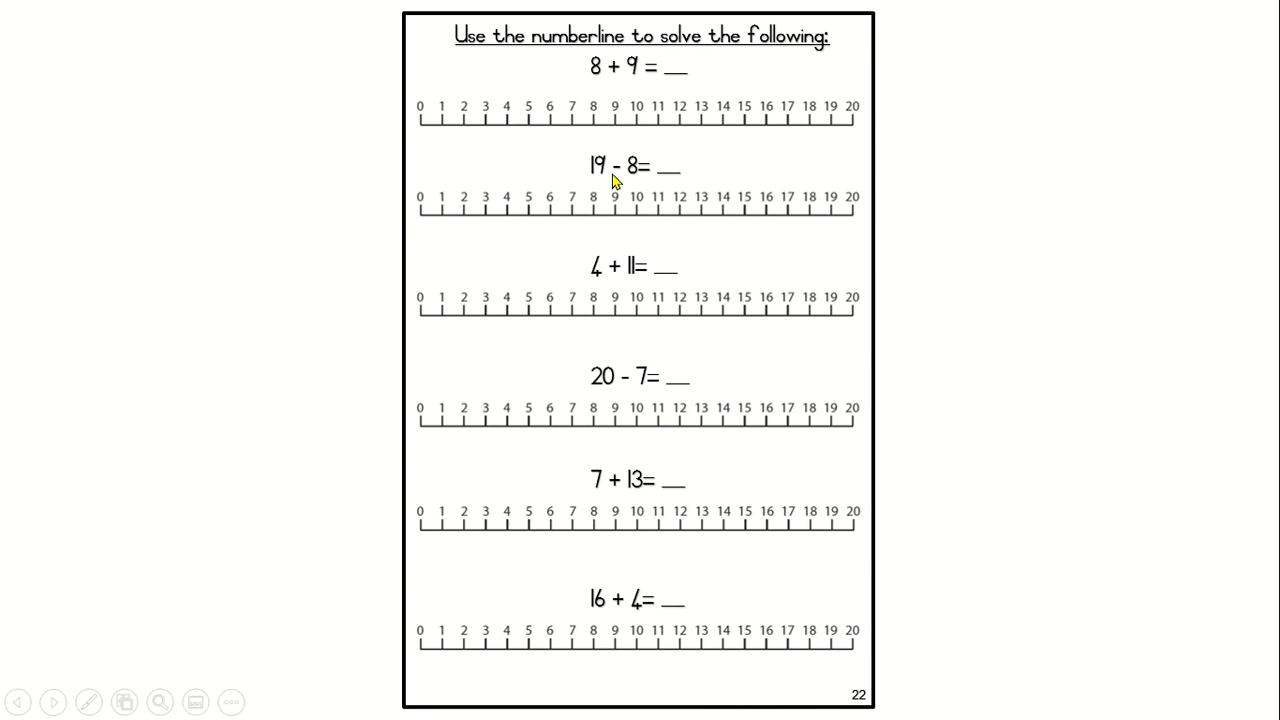 Use the numberline to solve the following:
8 + 9 = __
0 1 2 3 4 5 6 7 8 9 10 11 12 13 14 15 16 17 18 19 20
19 - 8= __
0 1 2 3 4 5 6 7 8 9 10 11 12 13 14 15 16 17 18 19 20
4 + 11= __
0 1 2 3 4 5 6 7 8 9 10 11 12 13 14 15 16 17 18 19 20
20 - 7= __
0 1 2 3 4 5 6 7 8 9 10 11 12 13 14 15 16 17 18 19 20
7 + 13= __
0 1 2 3 4 5 6 7 8 9 10 11 12 13 14 15 16 17 18 19 20
16 + 4= __
0 1 2 3 4 5 6 7 8 9 10 11 12 13 14 15 16 17 18 19 20
22